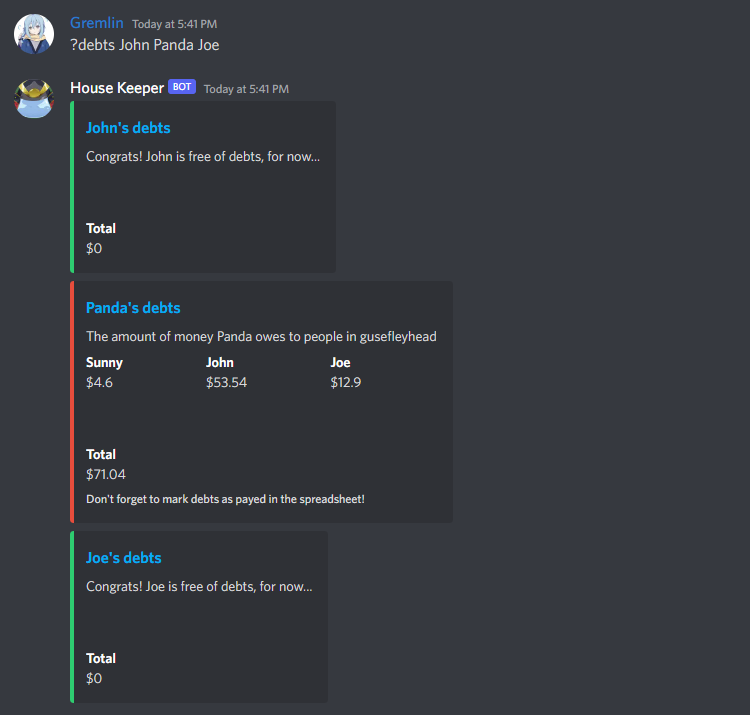 Gremlin Today at 5:41 PM
?debts John Panda Joe
House Keeper BOT Today at 5:41 PM
John's debts
Congrats! John is free of debts, for now...
Total
$0
Panda's debts
The amount of money Panda owes to people in gusefleyhead
Sunny John Joe
$4.6 $53.54 $12.9
Total
$71.04
Don't forget to mark debts as payed in the spreadsheet!
Joe's debts
Congrats! Joe is free of debts, for now...
Total
$0